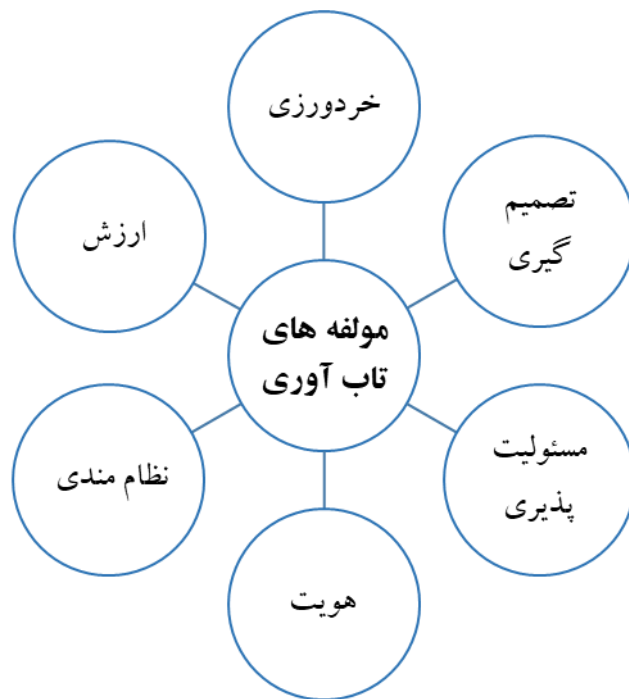 خردورزی
تصمیم
گیری
مسئولیت
پذیری
هویت
نظام مندی
ارزش
مولفه های
تاب آوری